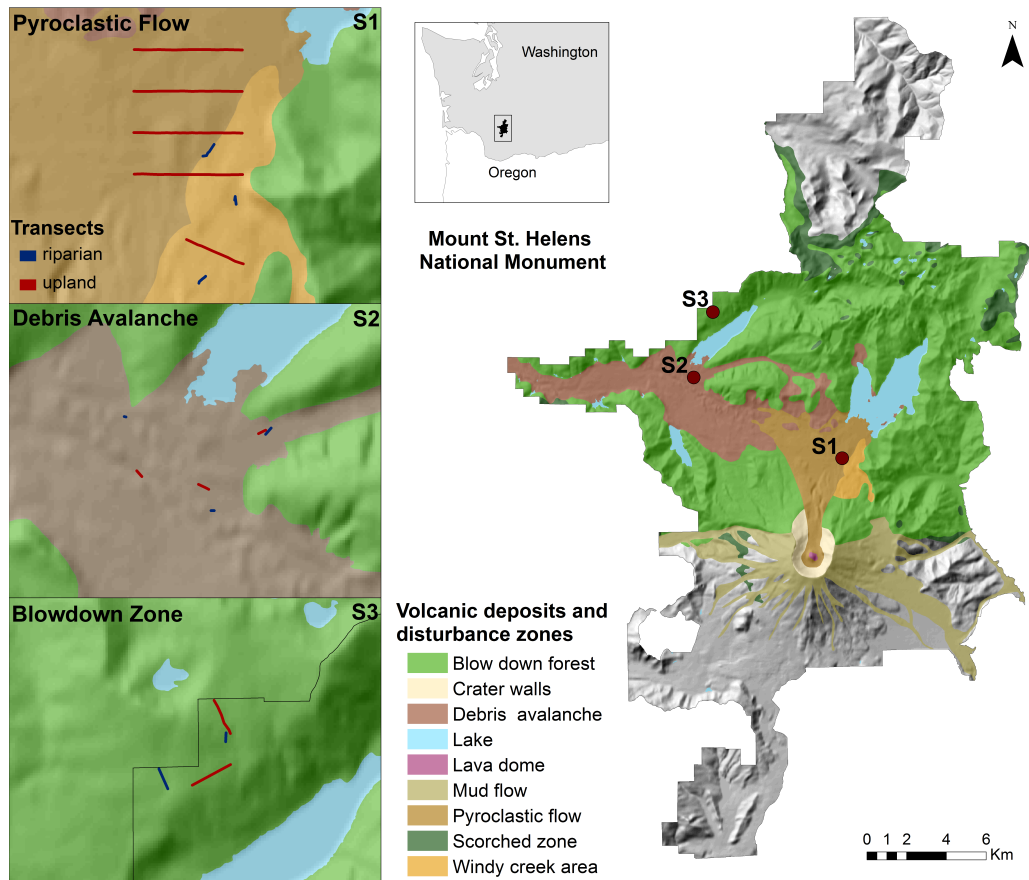 Pyroclastic Flow
S1
Transects
riparian
upland
Debris Avalanche
S2
Blowdown Zone
S3
Washington
Oregon
Mount St. Helens
National Monument
N
S3
S2
S1
Volcanic deposits and
disturbance zones
Blow down forest
Crater walls
Debris avalanche
Lake
Lava dome
Mud flow
Pyroclastic flow
Scorched zone
Windy creek area
0 1 2 4 6
Km